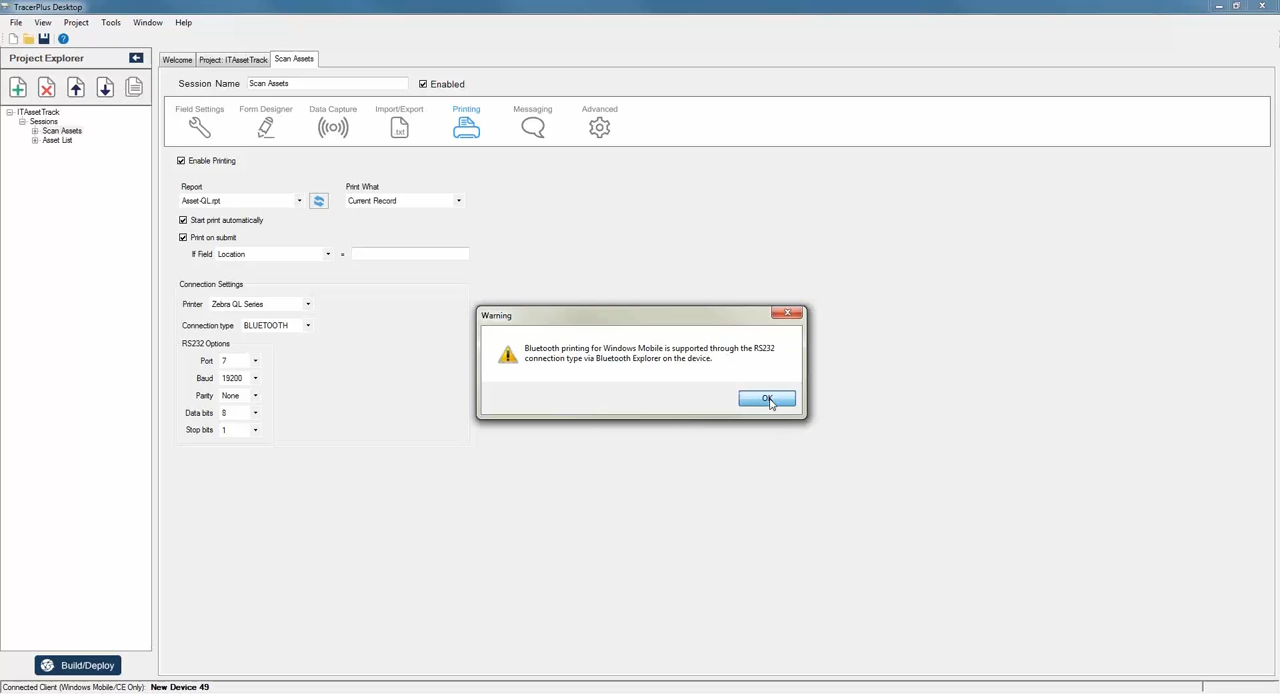 TracerPlus Desktop
File View Project Tools Window Help
Project Explorer
ITAssetTrack
Sessions
Scan Assets
Asset List
Build/Deploy
Welcome Project: ITAssetTrack Scan Assets
Session Name Scan Assets Enabled
Field Settings Form Designer Data Capture Import/Export Printing Messaging Advanced
.txt
Enable Printing
Report Print What
Asset-QL.rpt Current Record
Start print automatically
Print on submit
If Field Location =
Connection Settings
Printer Zebra QL Series
Connection type BLUETOOTH
RS232 Options
Port 7
Baud 19200
Parity None
Data bits 8
Stop bits 1
Warning
Bluetooth printing for Windows Mobile is supported through the RS232
connection type via Bluetooth Explorer on the device.
OK
Connected Client (Windows Mobile/CE Only): New Device 49